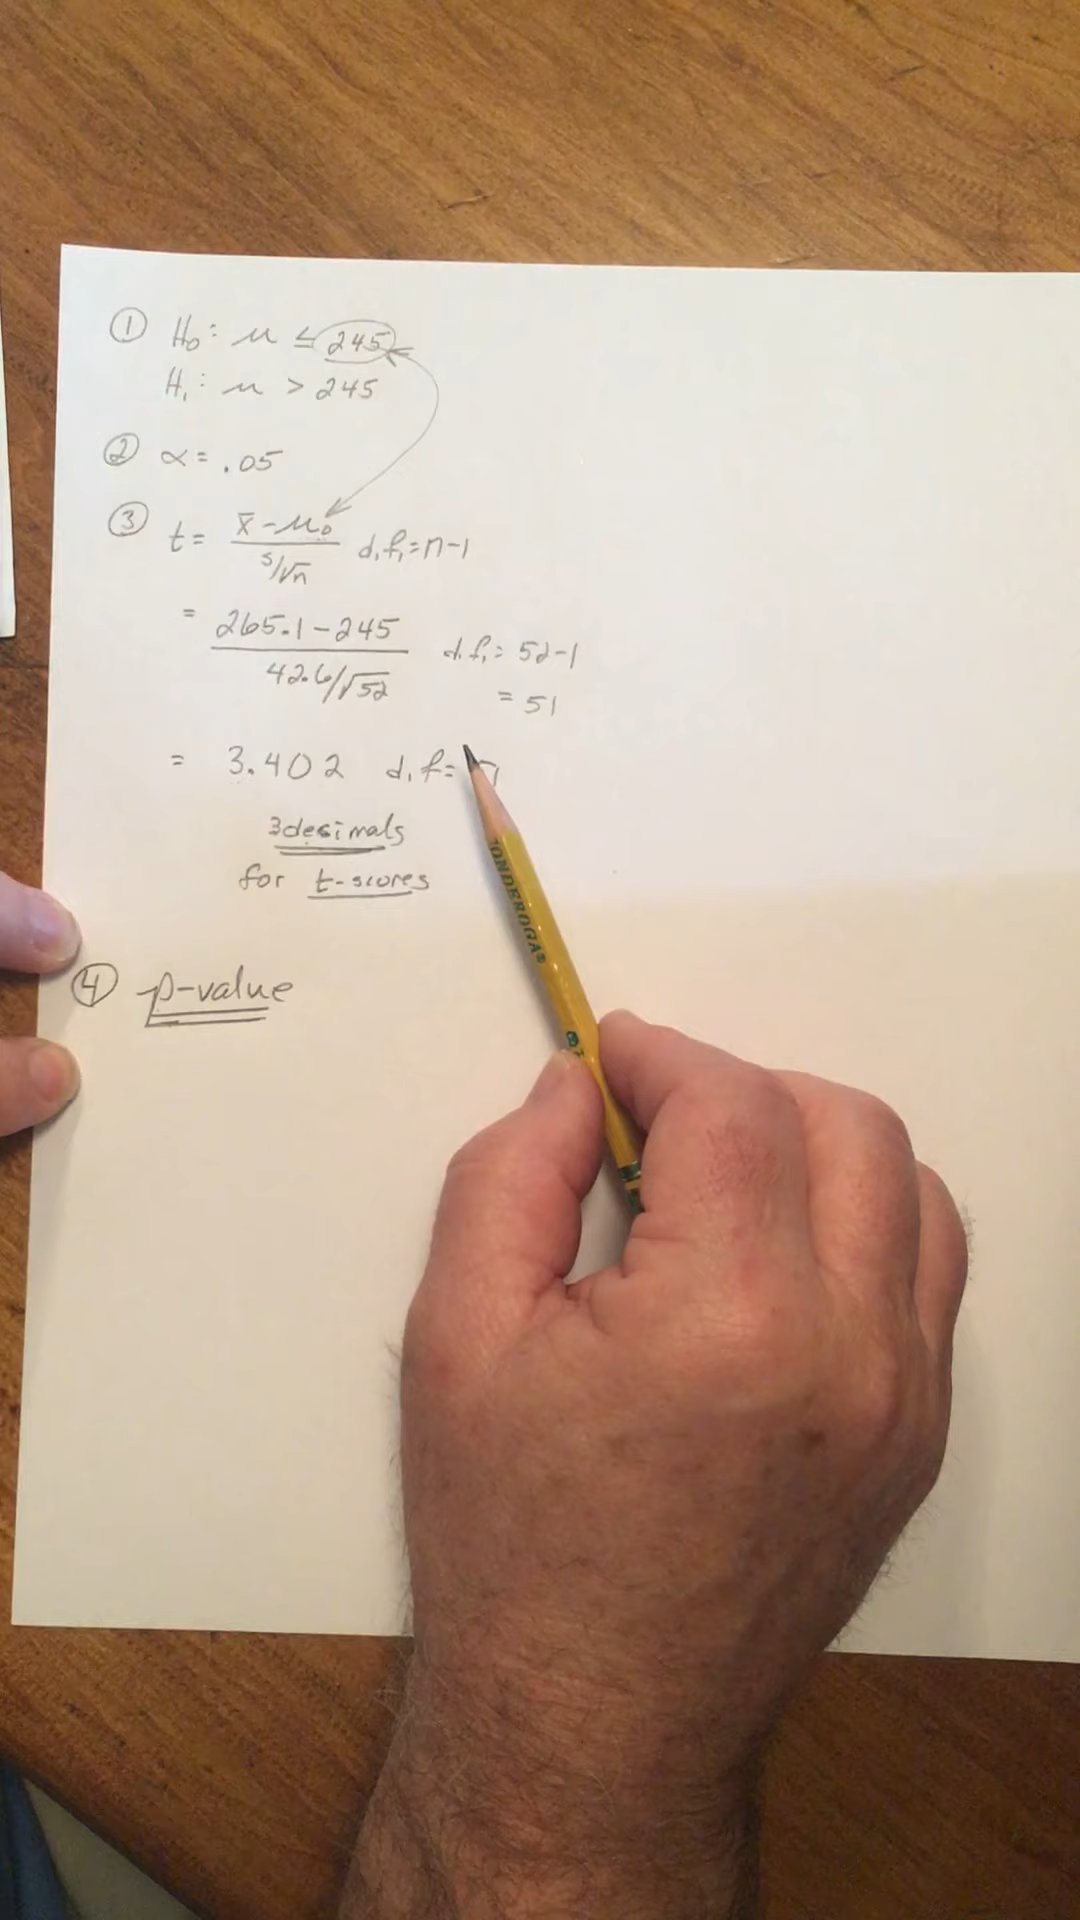 ① H₀: μ ≤ 245
H₁: μ > 245
② α = .05
③ t = (x̄ - μ₀) / (s/√n) d.f. = n-1
= (265.1 - 245) / (42.6/√52) d.f. = 52-1
= 51
= 3.402 d.f =
3 desimals
for t-scores
④ p-value